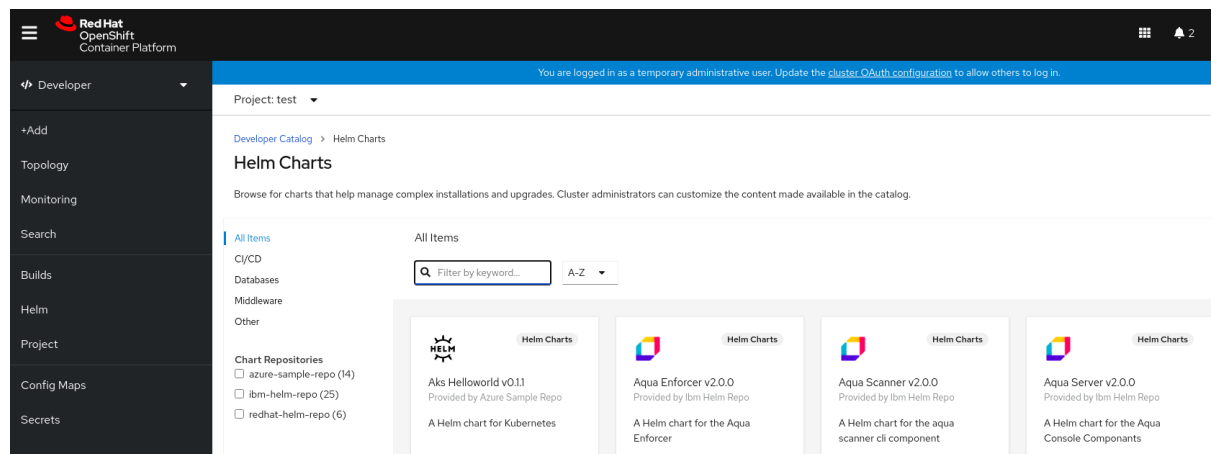 Red Hat
OpenShift
Container Platform
2
Developer
You are logged in as a temporary administrative user. Update the cluster OAuth configuration to allow others to log in.
Project: test
+Add
Topology
Monitoring
Search
Builds
Helm
Project
Config Maps
Secrets
Developer Catalog > Helm Charts
Helm Charts
Browse for charts that help manage complex installations and upgrades. Cluster administrators can customize the content made available in the catalog.
All Items
CI/CD
Databases
Middleware
Other
Chart Repositories
azure-sample-repo (14)
ibm-helm-repo (25)
redhat-helm-repo (6)
All Items
Filter by keyword...
A-Z
HELM
Helm Charts
Aks Helloworld v0.1.1
Provided by Azure Sample Repo
A Helm chart for Kubernetes
Helm Charts
Aqua Enforcer v2.0.0
Provided by Ibm Helm Repo
A Helm chart for the Aqua
Enforcer
Helm Charts
Aqua Scanner v2.0.0
Provided by Ibm Helm Repo
A Helm chart for the aqua
scanner cli component
Helm Charts
Aqua Server v2.0.0
Provided by Ibm Helm Repo
A Helm chart for the Aqua
Console Componants